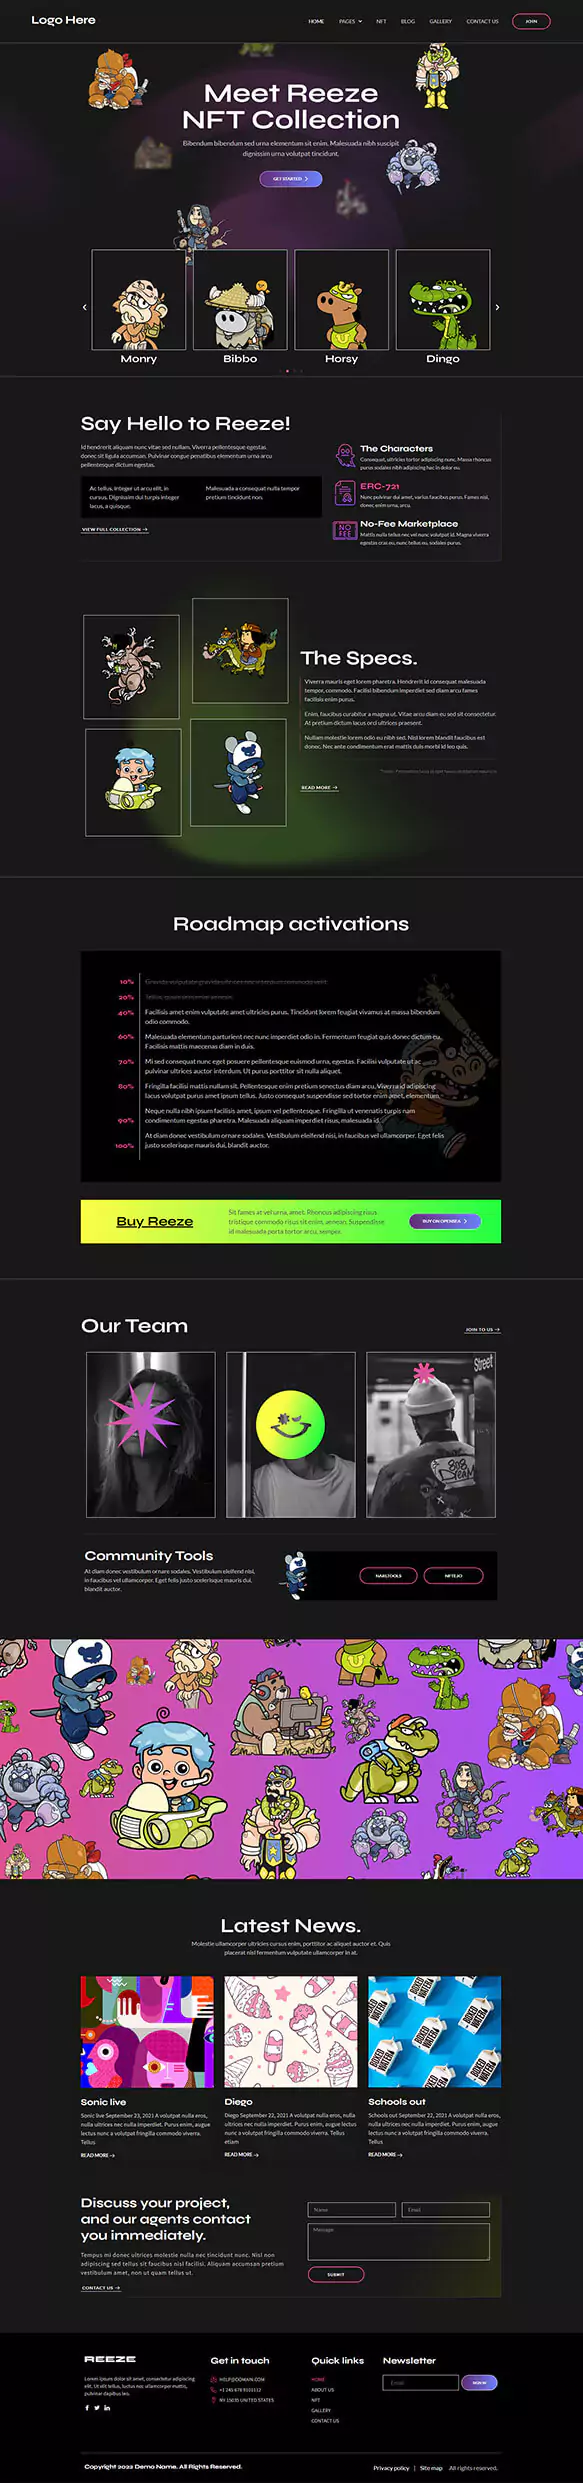 Logo Here
HOME
PAGES
NFT
BLOG
GALLERY
CONTACT US
JOIN
Meet Reeze
NFT Collection
Bibendum bibendum sed urna elementum sit enim. Malesuada nibh suscipit
dignissim urna volutpat tincidunt.
GET STARTED
Monry
Bibbo
Horsy
Dingo
Say Hello to Reeze!
Id hendrerit aliquam nunc vitae sed nullam. Viverra pellentesque egestas
donec sit ligula accumsan. Pulvinar congue penatibus elementum urna arcu
pellentesque dictum egestas.
Ac tellus. Integer ut arcu elit, in
cursus. Dignissim dui turpis integer
lacus, a quisque.
Malesuada a consequat nulla tempor
pretium tincidunt non.
VIEW FULL COLLECTION
The Characters
Consequat, ultricies tortor adipiscing nunc. Massa rhoncus
purus sodales nibh adipiscing hac in dolor eu.
ERC-721
Nunc pulvinar dui amet, varius faucibus purus. Fames nisi,
donec enim urna, arcu.
NO
FEE
No-Fee Marketplace
Mattis nulla tellus nec vel nunc volutpat id. Magna viverra
egestas cras eu, nunc tellus eu, sodales purus.
The Specs.
Viverra mauris eget lorem pharetra. Hendrerit id consequat malesuada
tempor, commodo. Facilisi bibendum imperdiet sed diam arcu fames
facilisis enim purus.
Enim, faucibus curabitur a magna ut. Vitae arcu diam eu sed sit consectetur.
At pretium dictum lacus orci ultrices praesent.
Nullam molestie lorem odio eu nibh sed. Nisl lorem blandit faucibus est
donec. Nec ante condimentum erat mattis duis morbi id leo quis.
READ MORE
Roadmap activations
10%
20%
40% Facilisis amet enim vulputate amet ultricies purus. Tincidunt lorem feugiat vivamus at massa bibendum
odio commodo.
60% Malesuada elementum parturient nec nunc imperdiet odio in. Fermentum feugiat quis donec dictum eu.
Facilisis mattis maecenas diam in duis.
70% Mi sed consequat nunc eget posuere pellentesque euismod urna, egestas. Facilisi vulputate ut ac
pulvinar ultrices auctor interdum. Ut purus porttitor sit nulla aliquet.
80% Fringilla facilisi mattis nullam sit. Pellentesque enim pretium senectus diam arcu. Viverra id adipiscing
lacus volutpat purus amet ipsum tellus. Justo consequat suspendisse sed tortor enim amet, elementum.
Neque nulla nibh ipsum facilisis amet, ipsum vel pellentesque. Fringilla ut venenatis turpis nam
90% condimentum egestas pharetra. Malesuada aliquam imperdiet risus, malesuada id.
At diam donec vestibulum ornare sodales. Vestibulum eleifend nisi, in faucibus vel ullamcorper. Eget felis
100% justo scelerisque mauris dui, blandit auctor.
Buy Reeze
Sit fames at vel urna, amet. Rhoncus adipiscing risus
tristique commodo risus sit enim, aenean. Suspendisse
id malesuada porta tortor arcu, semper.
BUY ON OPENSEA
Our Team
JOIN TO US
Street
808
DREAM
Community Tools
At diam donec vestibulum ornare sodales. Vestibulum eleifend nisi,
in faucibus vel ullamcorper. Eget felis justo scelerisque mauris dui,
blandit auctor.
NARI.TOOLS
NFTE.IO
Latest News.
Molestie ullamcorper ultricies cursus enim, porttitor ac aliquet auctor et. Quis
placerat nisl fermentum vulputate ullamcorper in at.
BOXED
WATER
Sonic live
Sonic live September 23, 2021 A volutpat nulla eros,
nulla ultrices nec nulla imperdiet. Purus enim, augue
lectus nunc a volutpat fringilla commodo viverra.
Tellus
READ MORE
Diego
Diego September 22, 2021 A volutpat nulla eros, nulla
ultrices nec nulla imperdiet. Purus enim, augue lectus
nunc a volutpat fringilla commodo viverra. Tellus
etiam
READ MORE
Schools out
Schools out September 22, 2021 A volutpat nulla eros,
nulla ultrices nec nulla imperdiet. Purus enim, augue
lectus nunc a volutpat fringilla commodo viverra.
Tellus
READ MORE
Discuss your project,
and our agents contact
you immediately.
Tempus mi donec ultrices molestie nulla nec tincidunt nunc. Nisl non
adipiscing sed tellus sit faucibus nisl facilisi. Aliquam accumsan pretium
vestibulum amet, non ut quam tellus ut.
CONTACT US
Name
Email
Message
SUBMIT
REEZE
Lorem ipsum dolor sit amet, consectetur adipiscing
elit. Ut elit tellus, luctus nec ullamcorper mattis,
pulvinar dapibus leo.
Get in touch
HELP@DOMAIN.COM
+1 245 678 9101112
NY 15035 UNITED STATES
Quick links
HOME
ABOUT US
NFT
GALLERY
CONTACT US
Newsletter
Email
SIGN IN
Copyright 2022 Demo Name. All Rights Reserved.
Privacy policy | Site map All rights reserved.